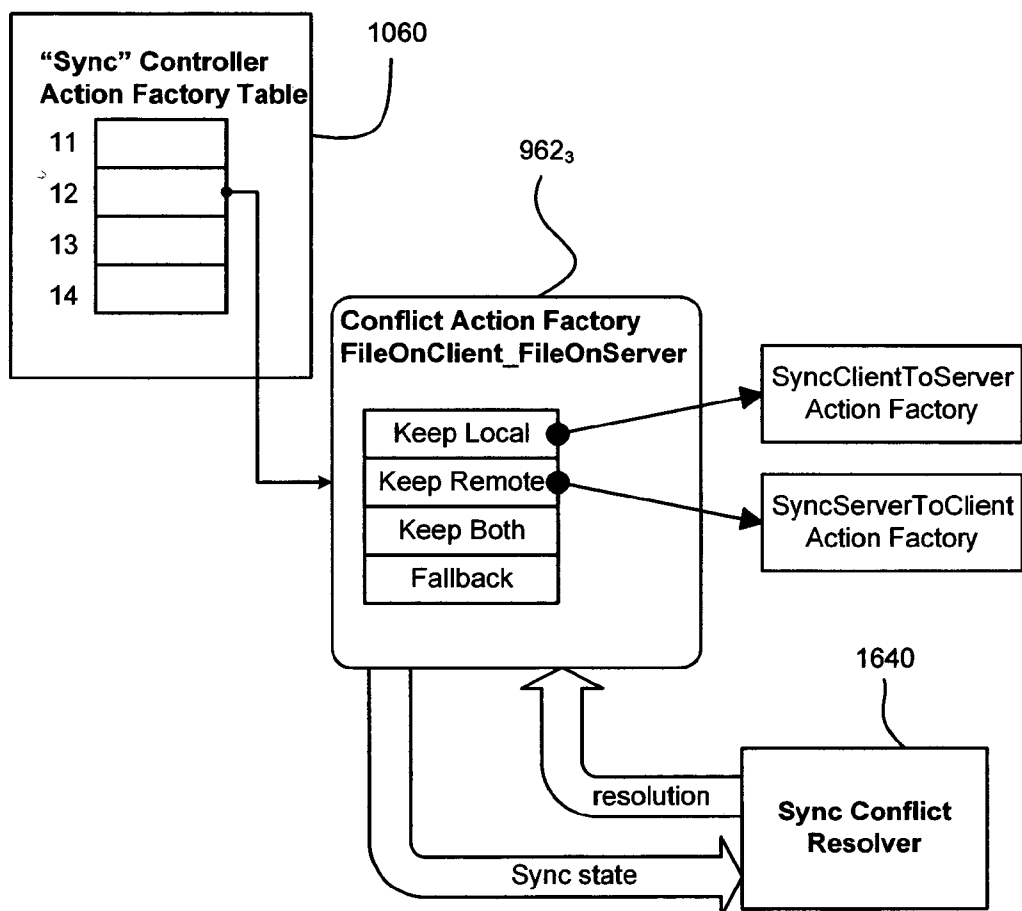 1060
“Sync” Controller
Action Factory Table
11
12
13
14
962₃
Conflict Action Factory
FileOnClient_FileOnServer
Keep Local
Keep Remote
Keep Both
Fallback
SyncClientToServer
Action Factory
SyncServerToClient
Action Factory
1640
resolution
Sync Conflict
Resolver
Sync state